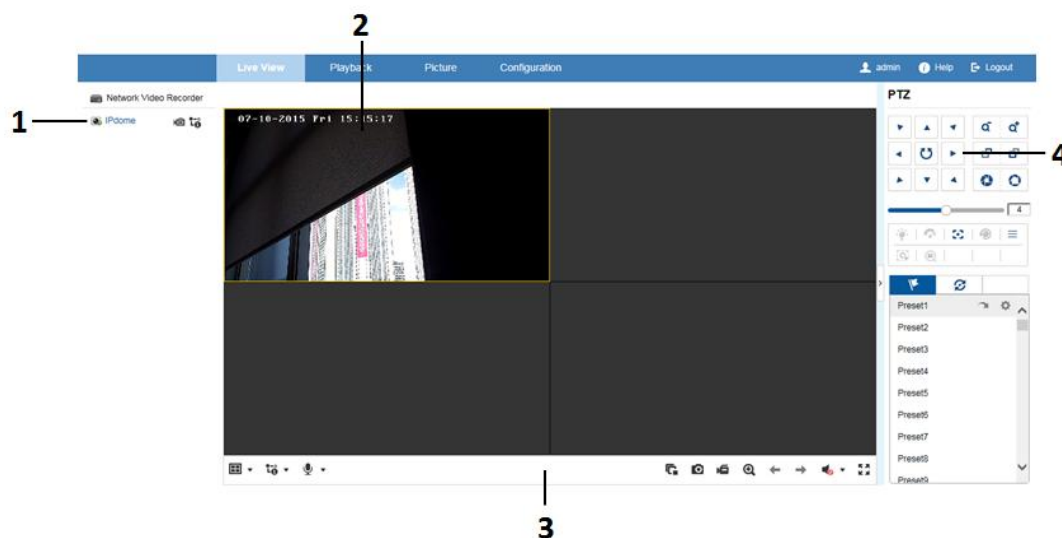 2
Live View Playback Picture Configuration admin Help Logout
Network Video Recorder
PTZ
1
IPdome
07-10-2015 Fri 15:15:17
4
4
Preset1
Preset2
Preset3
Preset4
Preset5
Preset6
Preset7
Preset8
Preset9
3